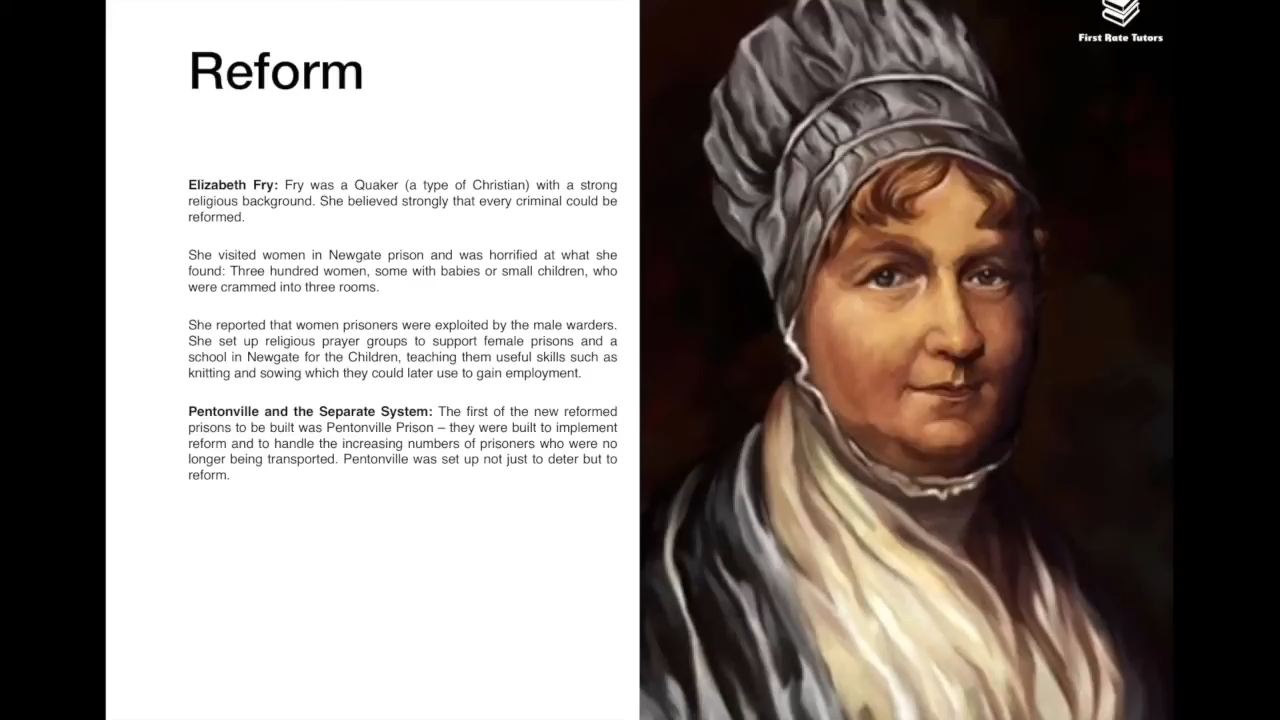 First Rate Tutors
Reform
Elizabeth Fry: Fry was a Quaker (a type of Christian) with a strong
religious background. She believed strongly that every criminal could be
reformed.
She visited women in Newgate prison and was horrified at what she
found: Three hundred women, some with babies or small children, who
were crammed into three rooms.
She reported that women prisoners were exploited by the male warders.
She set up religious prayer groups to support female prisons and a
school in Newgate for the Children, teaching them useful skills such as
knitting and sowing which they could later use to gain employment.
Pentonville and the Separate System: The first of the new reformed
prisons to be built was Pentonville Prison – they were built to implement
reform and to handle the increasing numbers of prisoners who were no
longer being transported. Pentonville was set up not just to deter but to
reform.